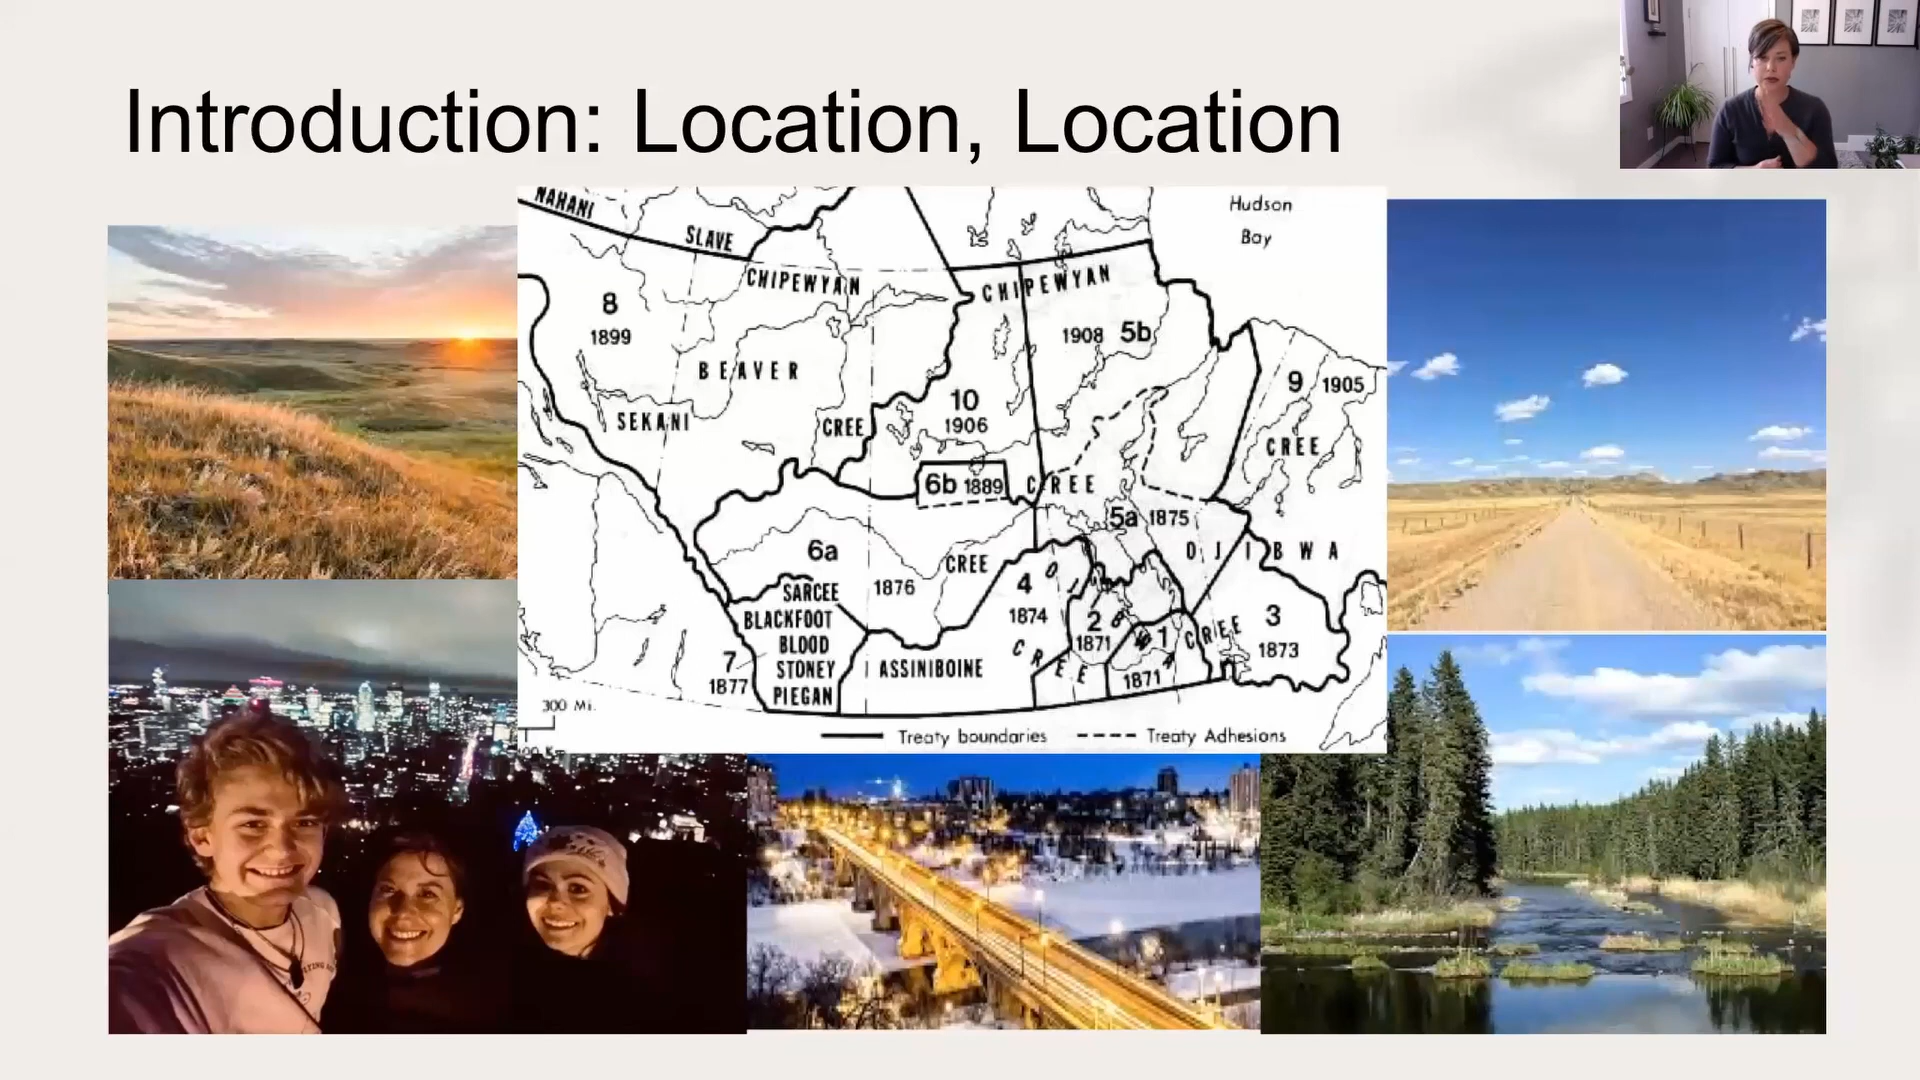 Introduction: Location, Location
NAHANI
SLAVE
CHIPEWYAN
CHIPEWYAN
Hudson
Bay
8
1899
1908 5b
BEAVER
9 1905
10
1906
SEKANI
CREE
CREE
6b 1889
CREE
5a 1875
OJIBWA
6a
CREE
1876
SARCEE
BLACKFOOT
BLOOD
STONEY
PIEGAN
7
1877
ASSINIBOINE
4
1874
CREE
OJIBWA
2
1871
1
1871
CREE
3
1873
300 Mi.
Treaty boundaries
Treaty Adhesions